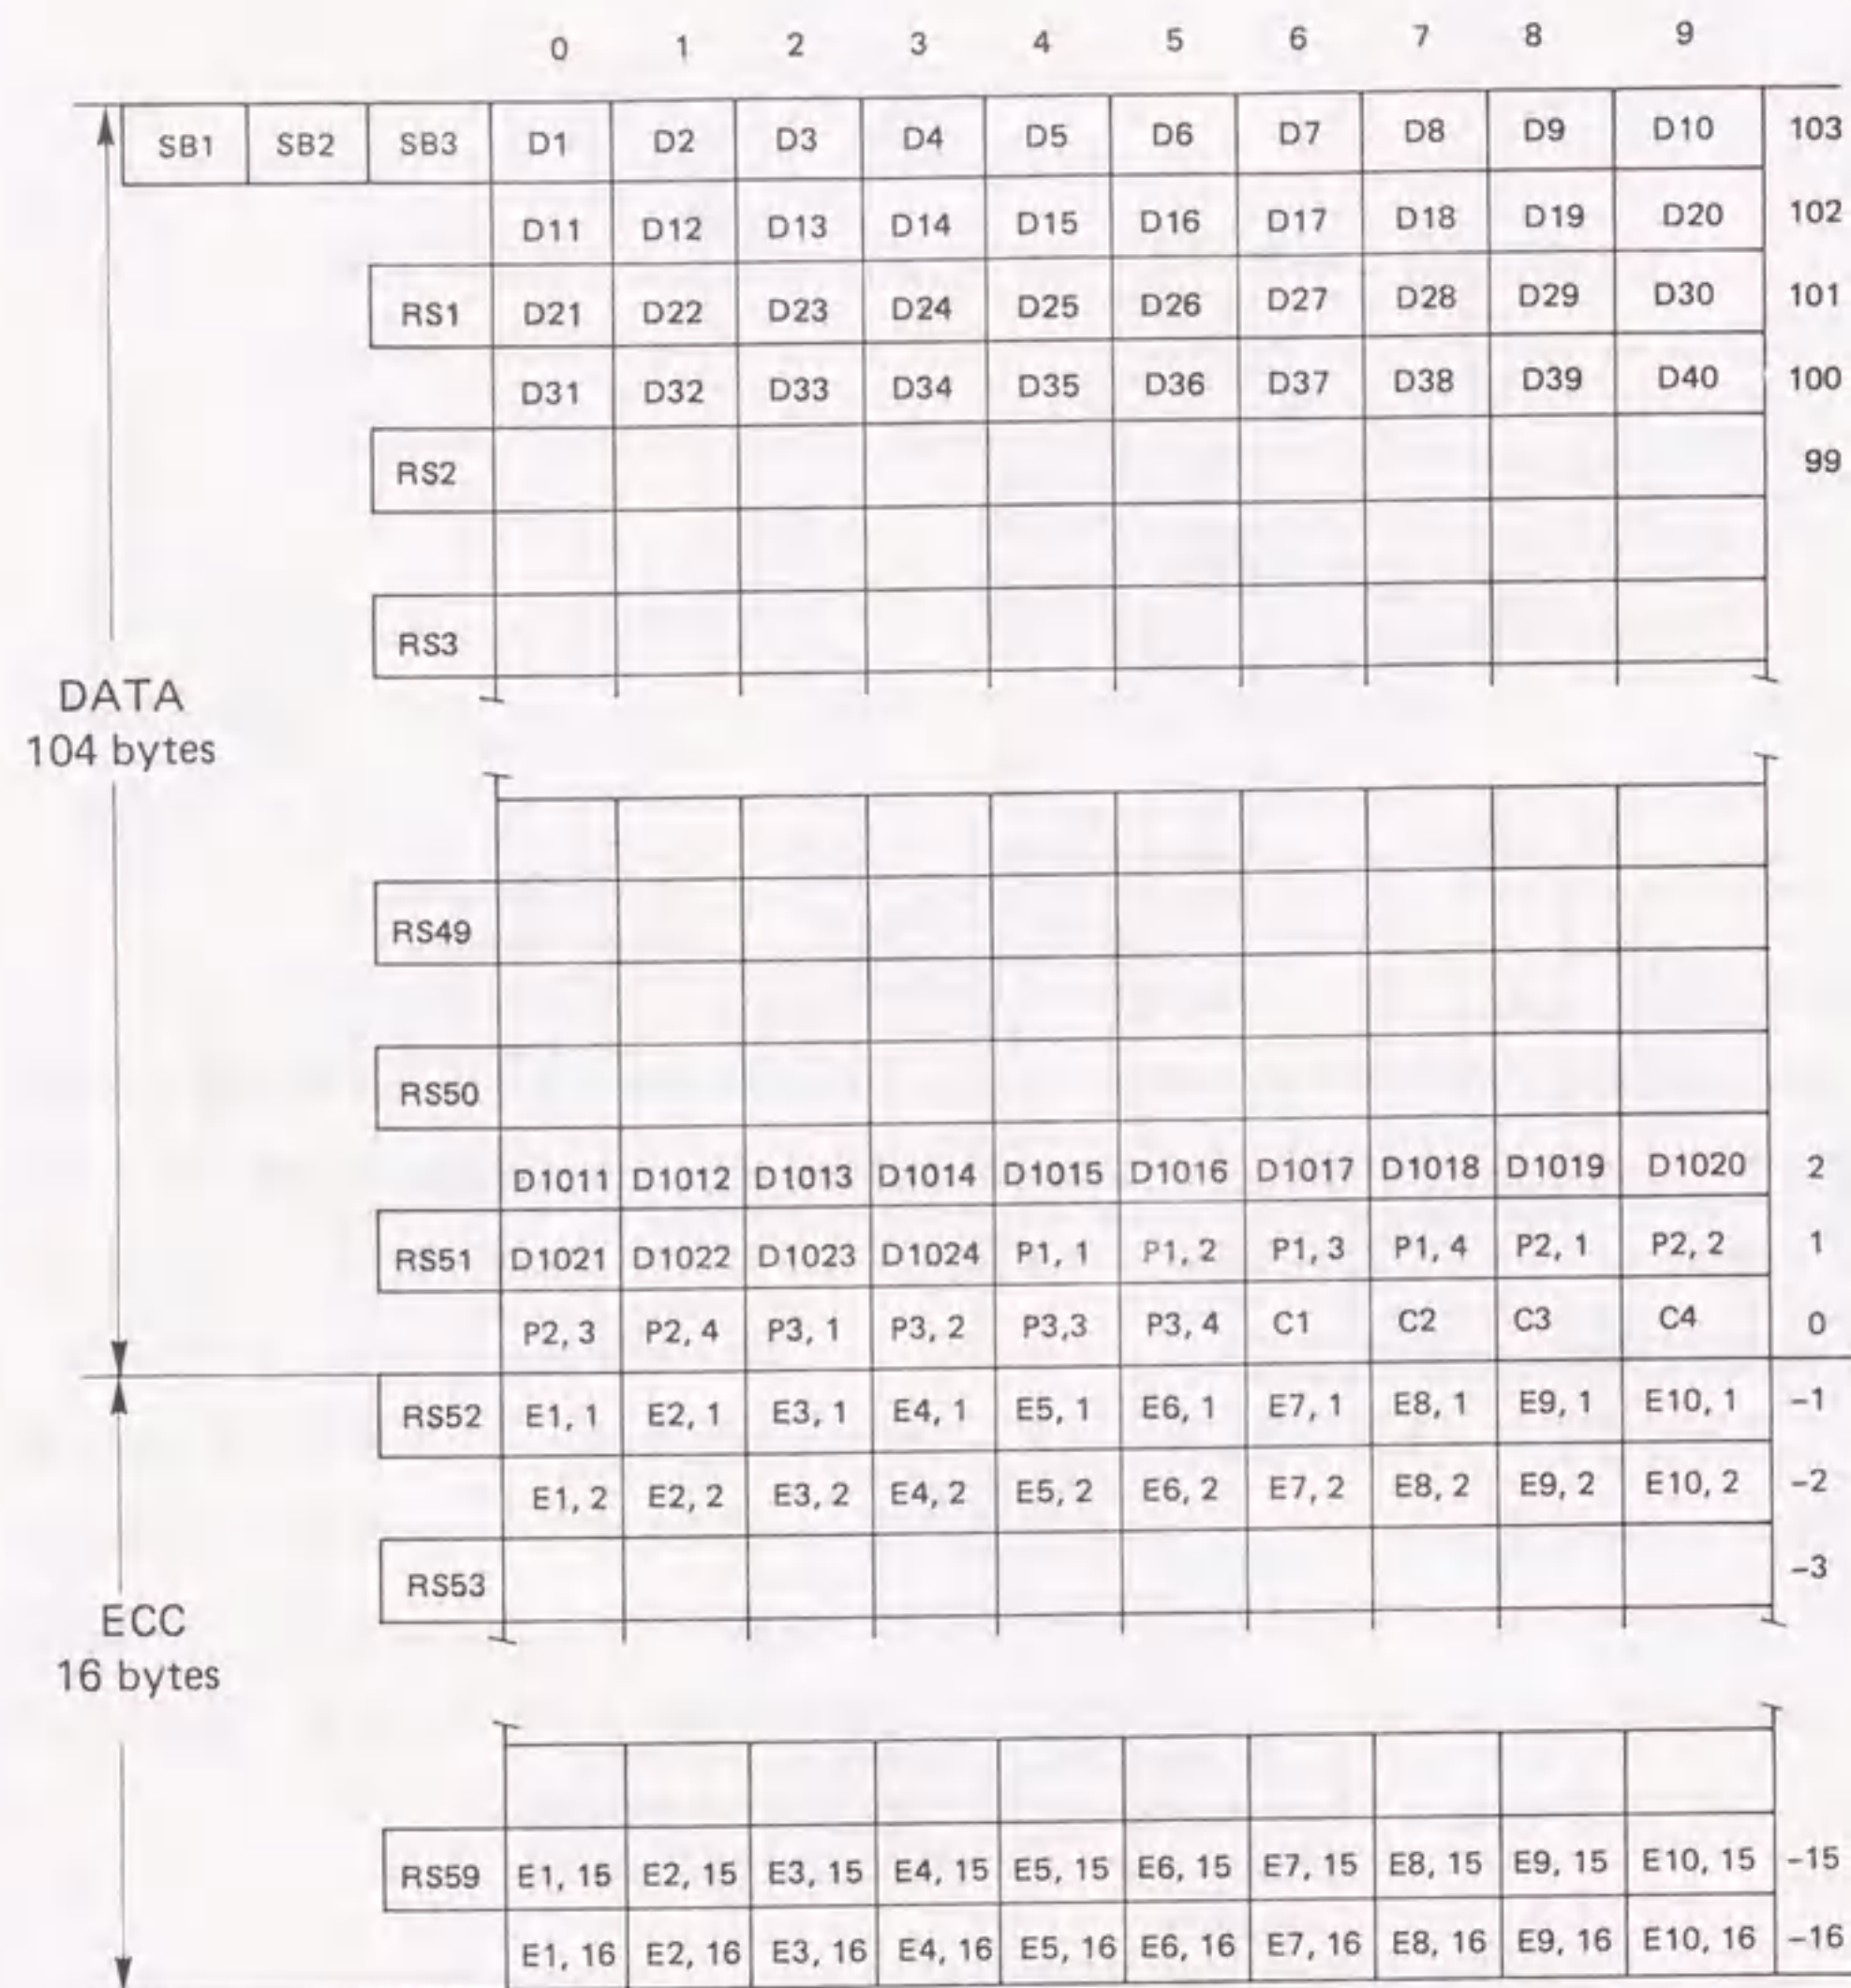 0 1 2 3 4 5 6 7 8 9
SB1 SB2 SB3 D1 D2 D3 D4 D5 D6 D7 D8 D9 D10 103
D11 D12 D13 D14 D15 D16 D17 D18 D19 D20 102
RS1 D21 D22 D23 D24 D25 D26 D27 D28 D29 D30 101
D31 D32 D33 D34 D35 D36 D37 D38 D39 D40 100
RS2 99
RS3
DATA
104 bytes
RS49
RS50
D1011 D1012 D1013 D1014 D1015 D1016 D1017 D1018 D1019 D1020 2
RS51 D1021 D1022 D1023 D1024 P1, 1 P1, 2 P1, 3 P1, 4 P2, 1 P2, 2 1
P2, 3 P2, 4 P3, 1 P3, 2 P3,3 P3, 4 C1 C2 C3 C4 0
RS52 E1, 1 E2, 1 E3, 1 E4, 1 E5, 1 E6, 1 E7, 1 E8, 1 E9, 1 E10, 1 –1
E1, 2 E2, 2 E3, 2 E4, 2 E5, 2 E6, 2 E7, 2 E8, 2 E9, 2 E10, 2 –2
RS53 –3
ECC
16 bytes
RS59 E1, 15 E2, 15 E3, 15 E4, 15 E5, 15 E6, 15 E7, 15 E8, 15 E9, 15 E10, 15 –15
E1, 16 E2, 16 E3, 16 E4, 16 E5, 16 E6, 16 E7, 16 E8, 16 E9, 16 E10, 16 –16